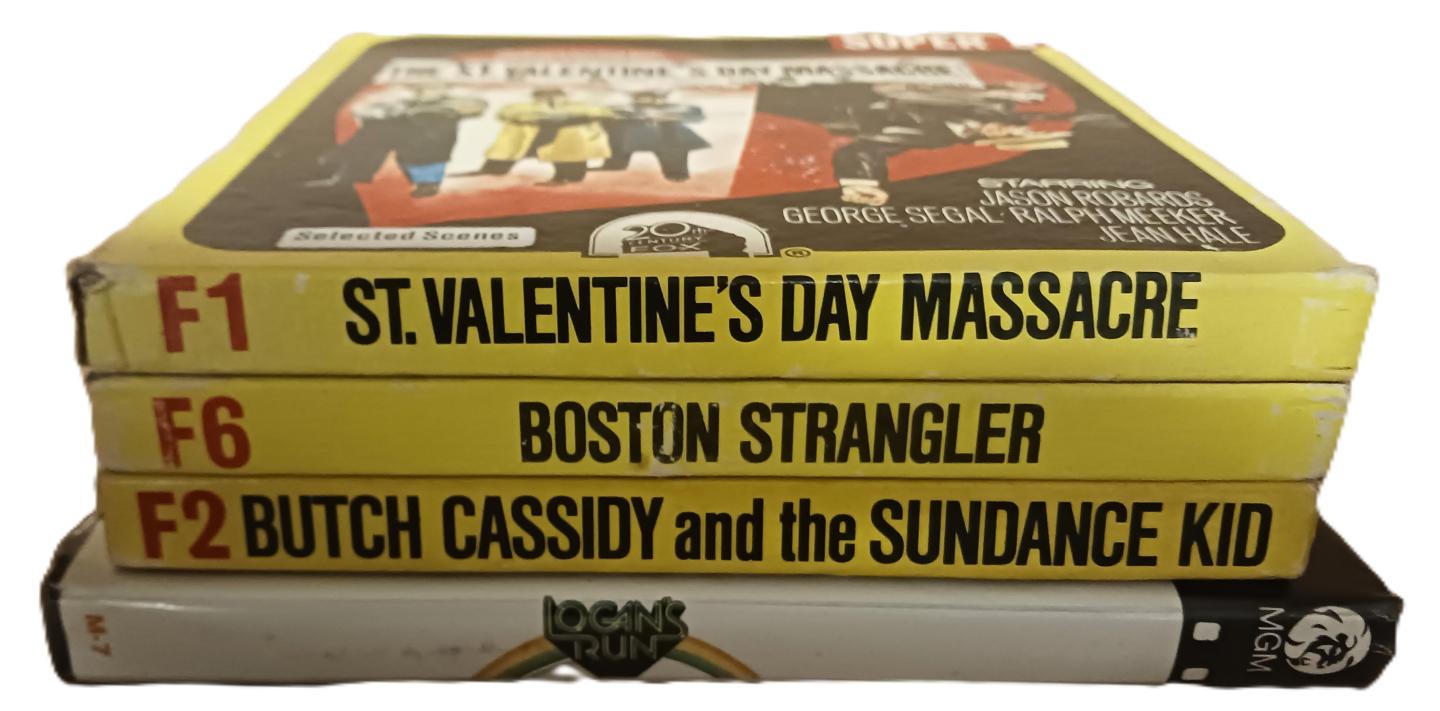 SUPER
THE ST. VALENTINE'S DAY MASSACRE
STARRING
JASON ROBARDS
GEORGE SEGAL · RALPH MEEKER
JEAN HALE
Selected Scenes
20th
CENTURY
FOX
®
F1 ST. VALENTINE'S DAY MASSACRE
F6 BOSTON STRANGLER
F2 BUTCH CASSIDY and the SUNDANCE KID
M-7
LOGAN'S
RUN
MGM